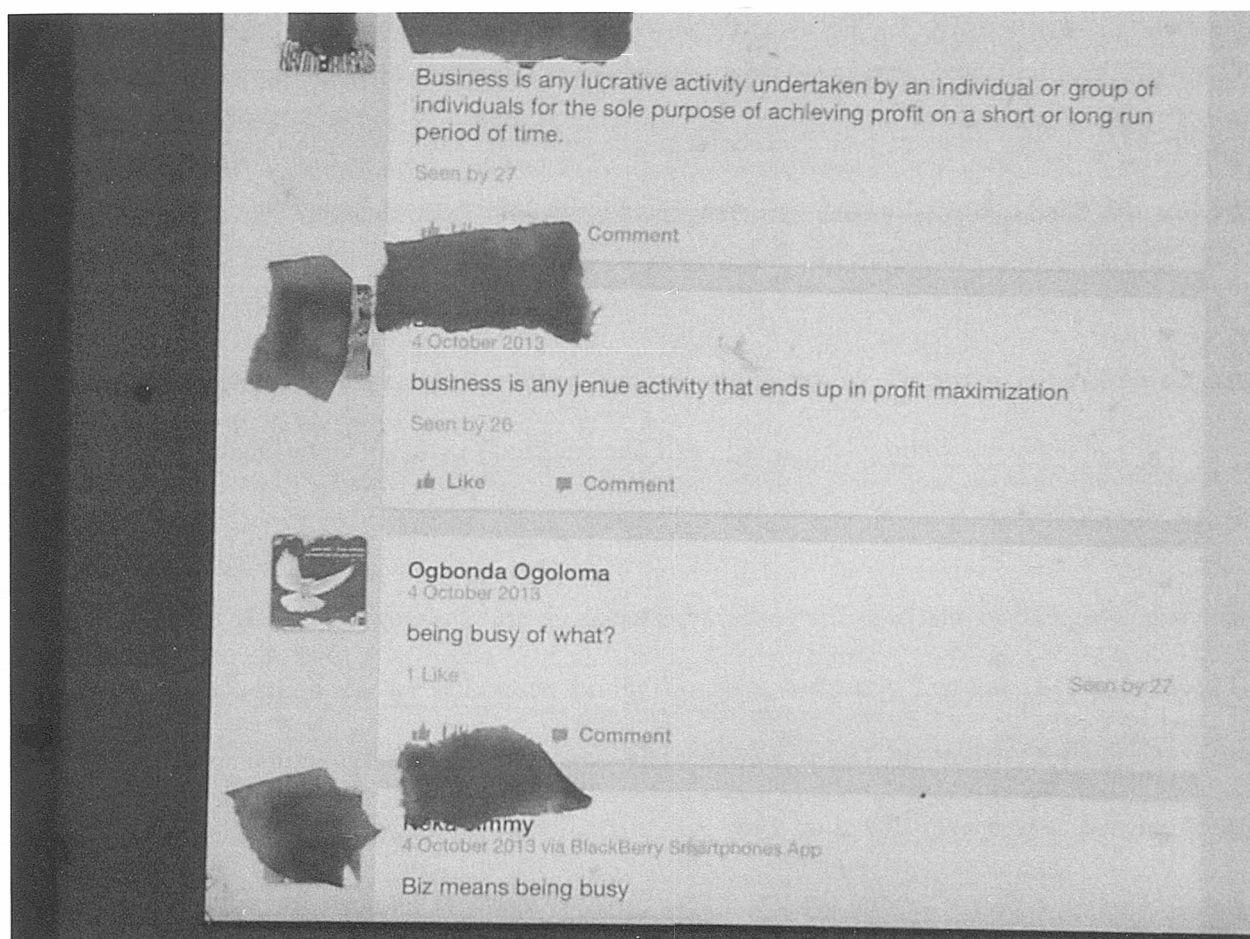 Business is any lucrative activity undertaken by an individual or group of
individuals for the sole purpose of achieving profit on a short or long run
period of time.
Seen by 27
Comment
4 October 2013
business is any jenue activity that ends up in profit maximization
Seen by 26
Like Comment
Ogbonda Ogoloma
4 October 2013
being busy of what?
1 Like
Seen by 27
Comment
4 October 2013 via BlackBerry Smartphones App
Biz means being busy